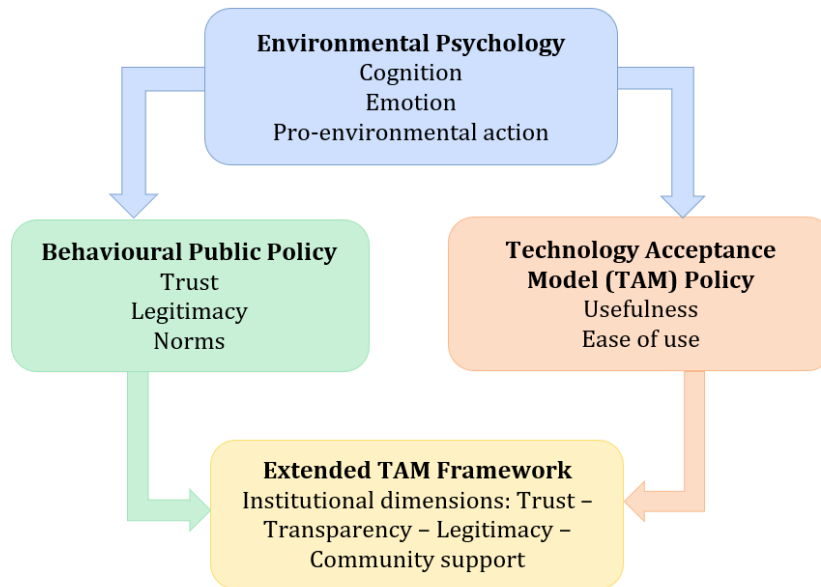 Environmental Psychology
Cognition
Emotion
Pro-environmental action
Behavioural Public Policy
Trust
Legitimacy
Norms
Technology Acceptance
Model (TAM) Policy
Usefulness
Ease of use
Extended TAM Framework
Institutional dimensions: Trust –
Transparency – Legitimacy –
Community support